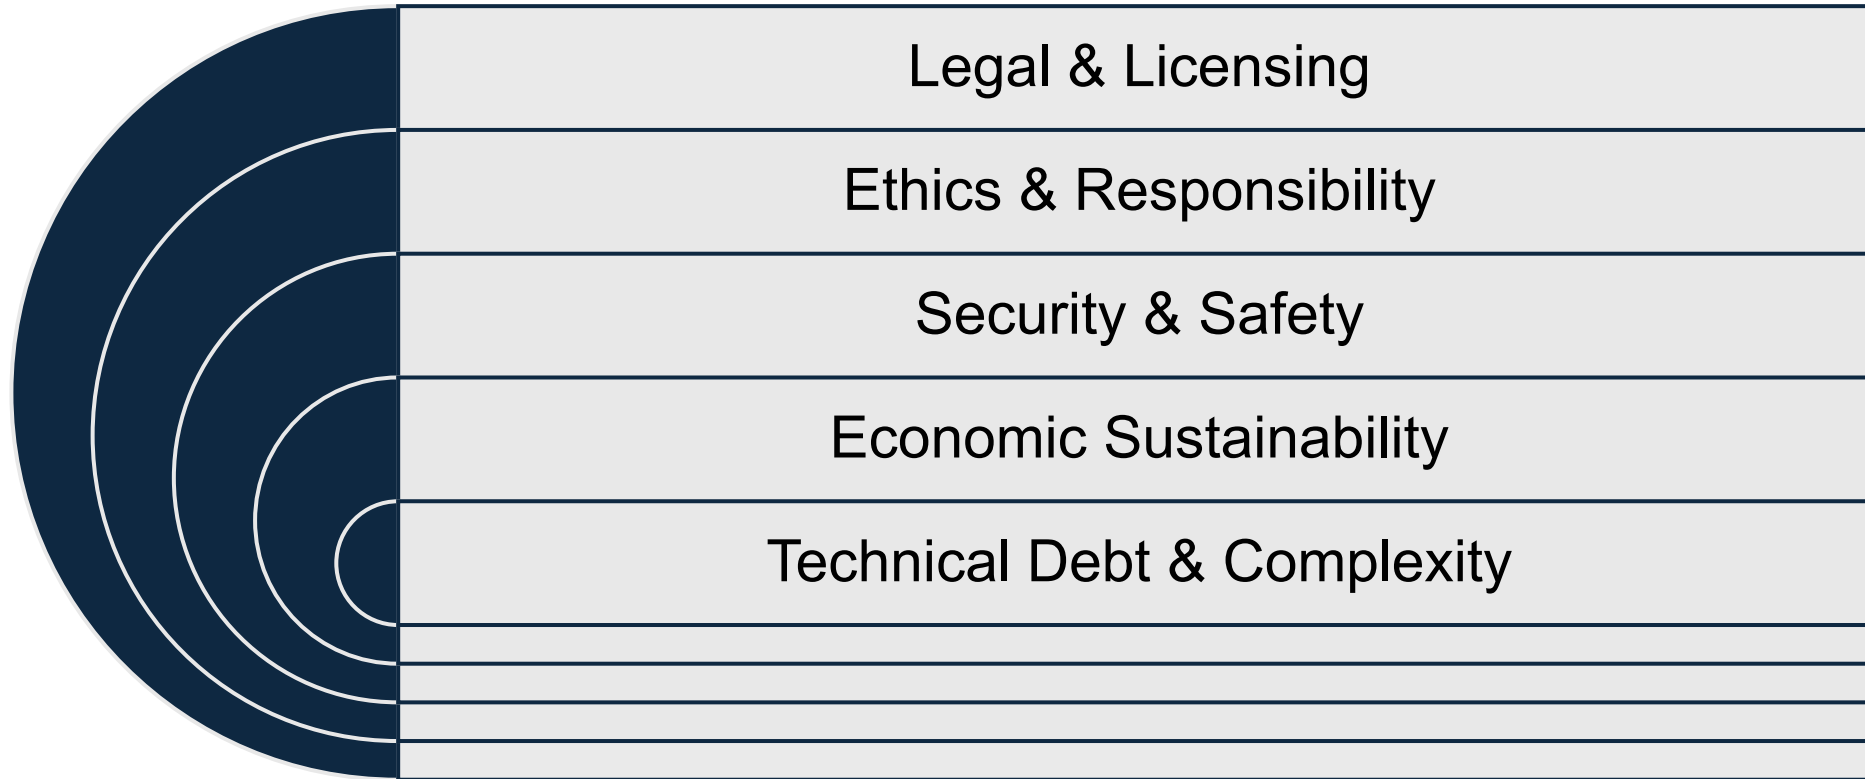 Legal & Licensing
Ethics & Responsibility
Security & Safety
Economic Sustainability
Technical Debt & Complexity